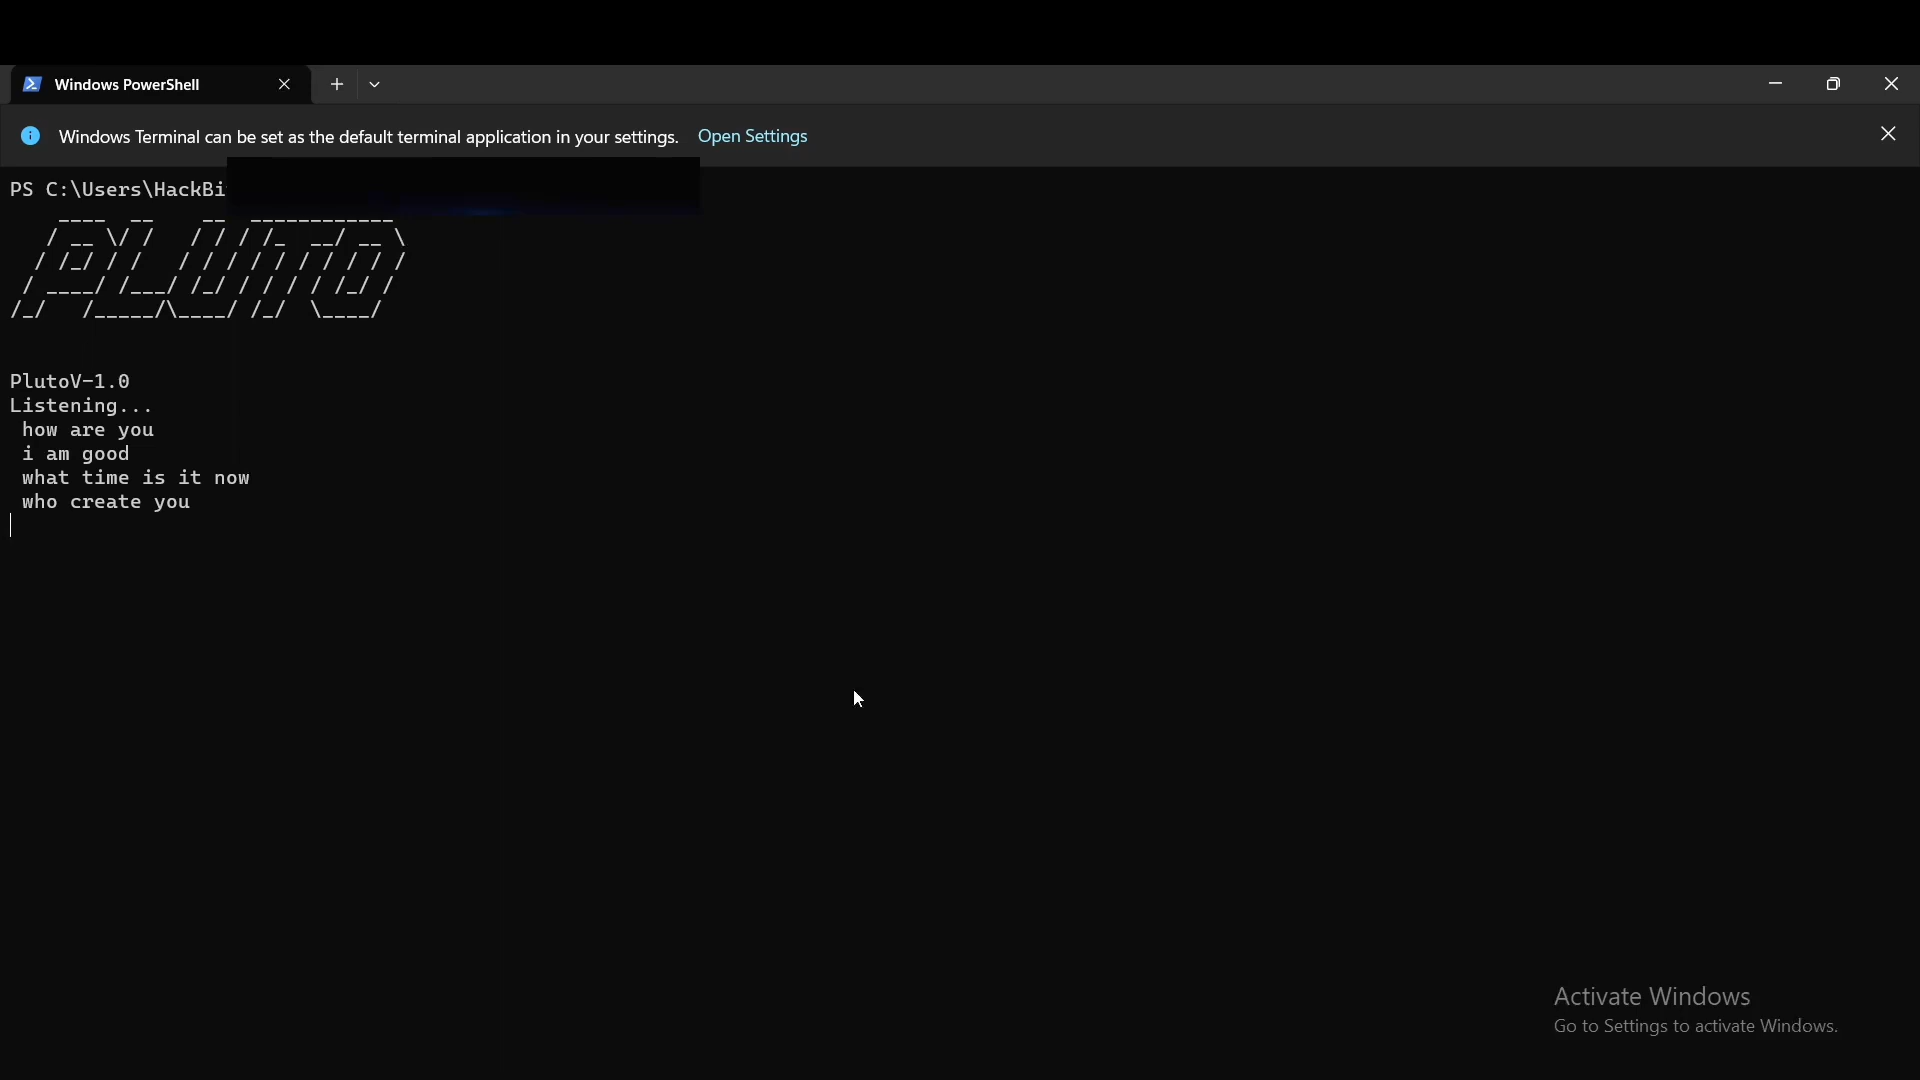 Windows PowerShell
Windows Terminal can be set as the default terminal application in your settings. Open Settings
PS C:\Users\HackBi
PLUTO
PlutoV-1.0
Listening...
how are you
i am good
what time is it now
who create you
Activate Windows
Go to Settings to activate Windows.